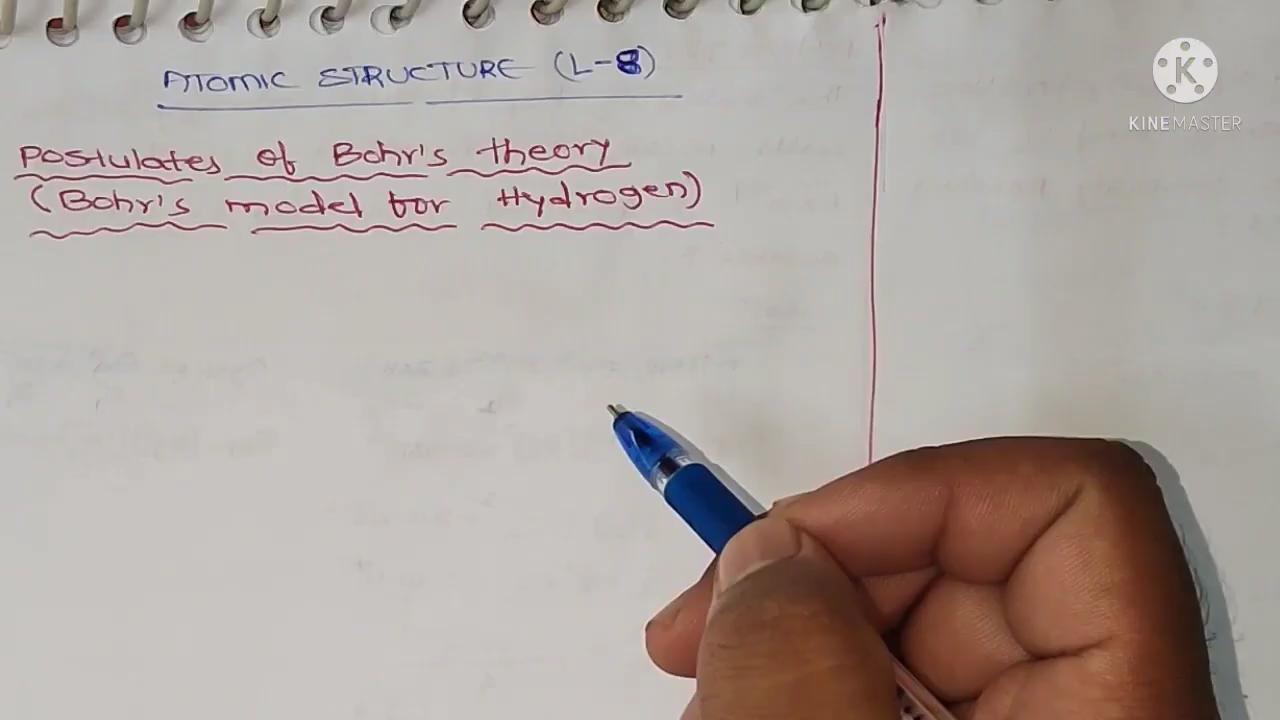 ATOMIC STRUCTURE (L-8)
Postulates of Bohr's theory
(Bohr's model for Hydrogen)
K
KINEMASTER